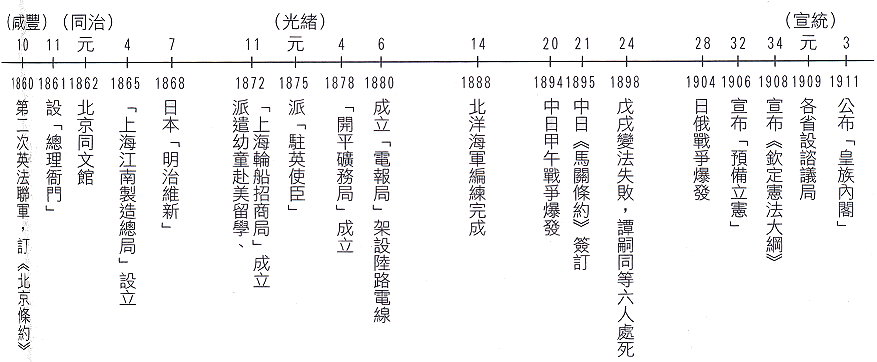 （咸豐）（同治）（光緒）（宣統）
10 11 元 4 7 11 元 4 6 14 20 21 24 28 32 34 元 3
1860 1861 1862 1865 1868 1872 1875 1878 1880 1888 1894 1895 1898 1904 1906 1908 1909 1911
第二次英法聯軍，訂《北京條約》
設「總理衙門」
北京同文館
「上海江南製造總局」設立
日本「明治維新」
派遣幼童赴美留學、
「上海輪船招商局」成立
派「駐英使臣」
「開平礦務局」成立
成立「電報局」架設陸路電線
北洋海軍編練完成
中日甲午戰爭爆發
中日《馬關條約》簽訂
戊戌變法失敗，譚嗣同等六人處死
日俄戰爭爆發
宣布「預備立憲」
宣布《欽定憲法大綱》
各省設諮議局
公布「皇族內閣」